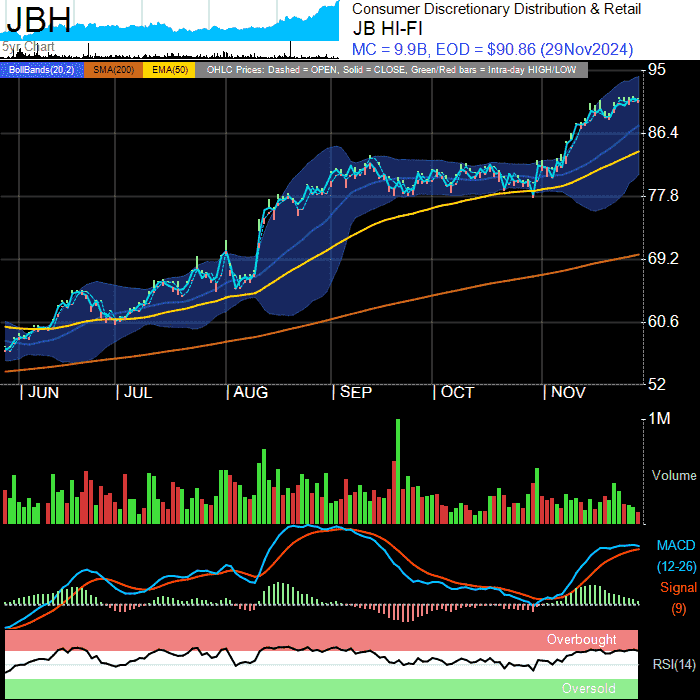 JBH
Consumer Discretionary Distribution & Retail
JB HI-FI
5yr Chart
MC = 9.9B, EOD = $90.86 (29Nov2024)
BollBands(20,2) SMA(200) EMA(50) OHLC Prices: Dashed = OPEN, Solid = CLOSE, Green/Red bars = Intra-day HIGH/LOW
95
86.4
77.8
69.2
60.6
52
| JUN | JUL | AUG | SEP | OCT | NOV
1M
Volume
MACD
(12-26)
Signal
(9)
Overbought
RSI(14)
Oversold